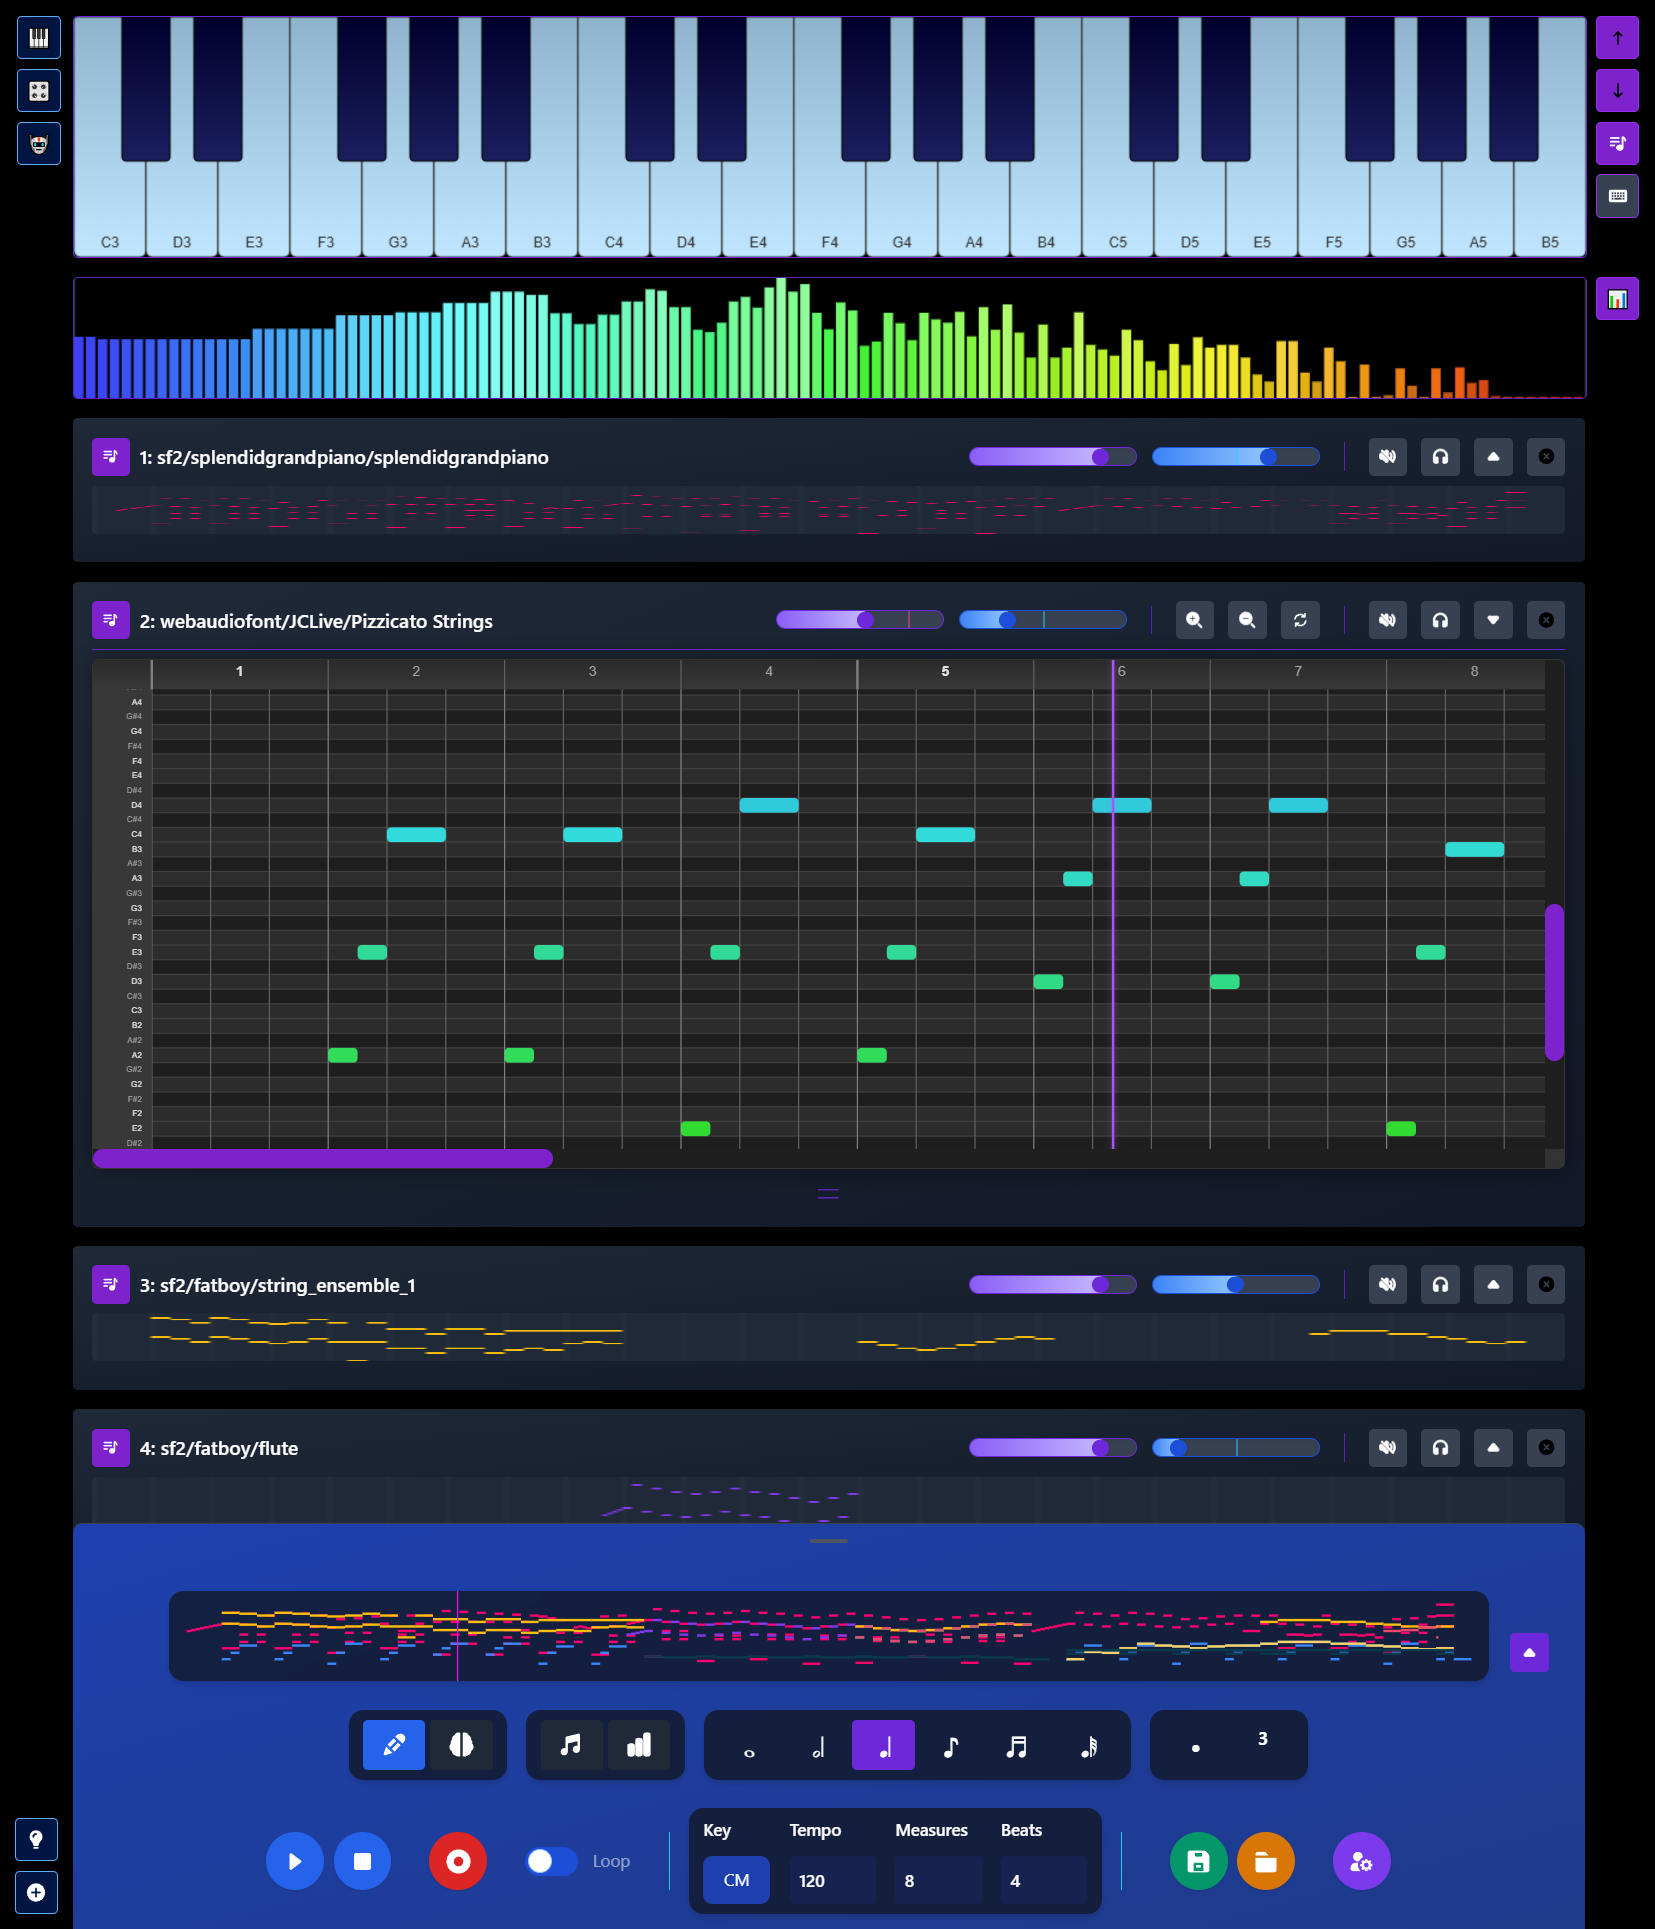 C3 D3 E3 F3 G3 A3 B3 C4 D4 E4 F4 G4 A4 B4 C5 D5 E5 F5 G5 A5 B5
1: sf2/splendidgrandpiano/splendidgrandpiano
2: webaudiofont/JCLive/Pizzicato Strings
1 2 3 4 5 6 7 8
A4
G#4
G4
F#4
F4
E4
D#4
D4
C#4
C4
B3
A#3
A3
G#3
G3
F#3
F3
E3
D#3
D3
C#3
C3
B2
A#2
A2
G#2
G2
F#2
F2
E2
D#2
3: sf2/fatboy/string_ensemble_1
4: sf2/fatboy/flute
3
Loop
Key Tempo Measures Beats
CM 120 8 4